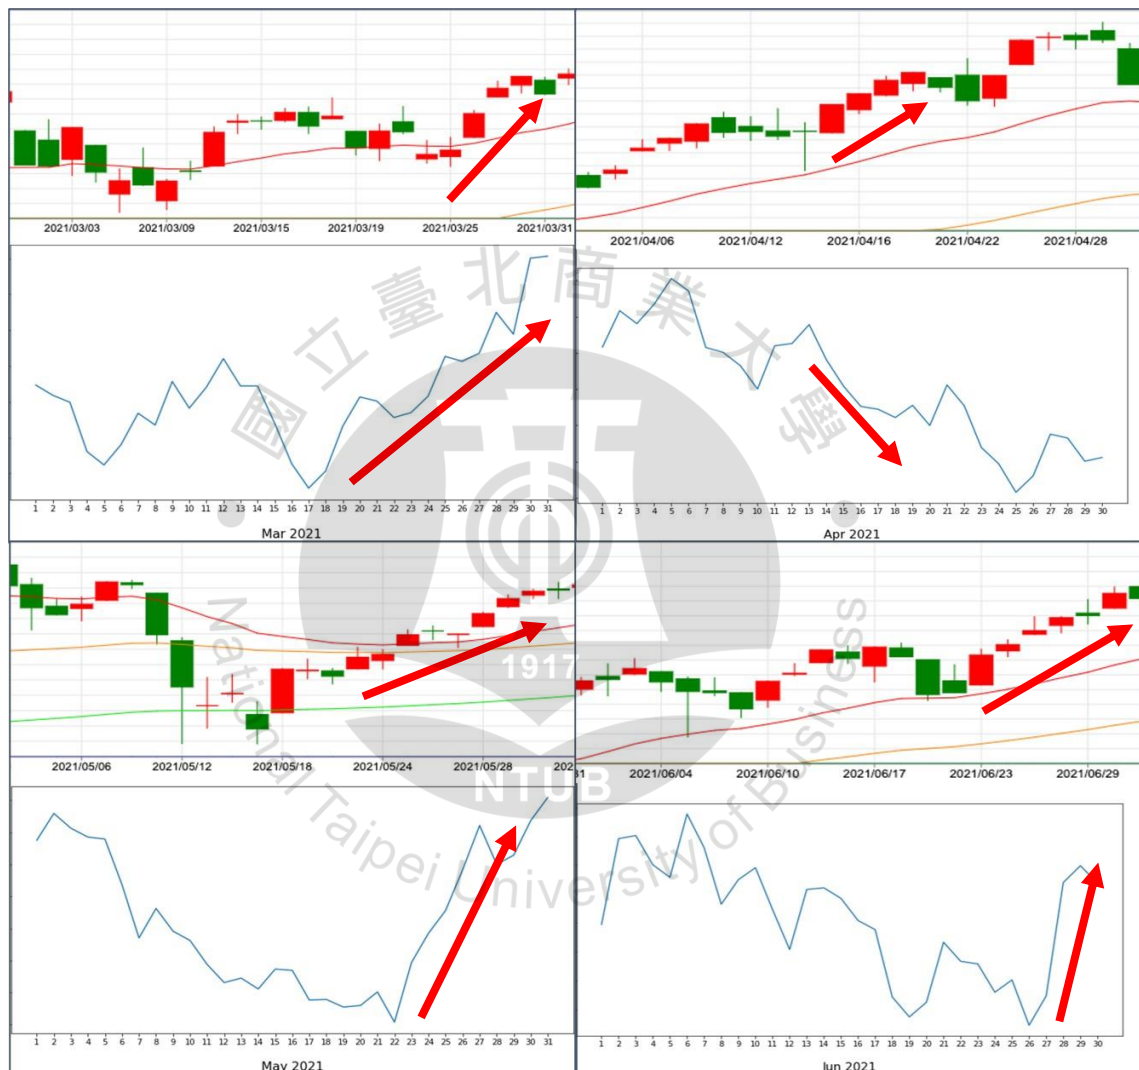 2021/03/03 2021/03/09 2021/03/15 2021/03/19 2021/03/25 2021/03/31
2021/04/06 2021/04/12 2021/04/16 2021/04/22 2021/04/28
1 2 3 4 5 6 7 8 9 10 11 12 13 14 15 16 17 18 19 20 21 22 23 24 25 26 27 28 29 30 31
Mar 2021
1 2 3 4 5 6 7 8 9 10 11 12 13 14 15 16 17 18 19 20 21 22 23 24 25 26 27 28 29 30
Apr 2021
國立臺北商業大學
2021/05/06 2021/05/12 2021/05/18 2021/05/24 2021/05/28 202
31 2021/06/04 2021/06/10 2021/06/17 2021/06/23 2021/06/29
1917
NTUB
National Taipei University of Business
1 2 3 4 5 6 7 8 9 10 11 12 13 14 15 16 17 18 19 20 21 22 23 24 25 26 27 28 29 30 31
May 2021
1 2 3 4 5 6 7 8 9 10 11 12 13 14 15 16 17 18 19 20 21 22 23 24 25 26 27 28 29 30
Jun 2021